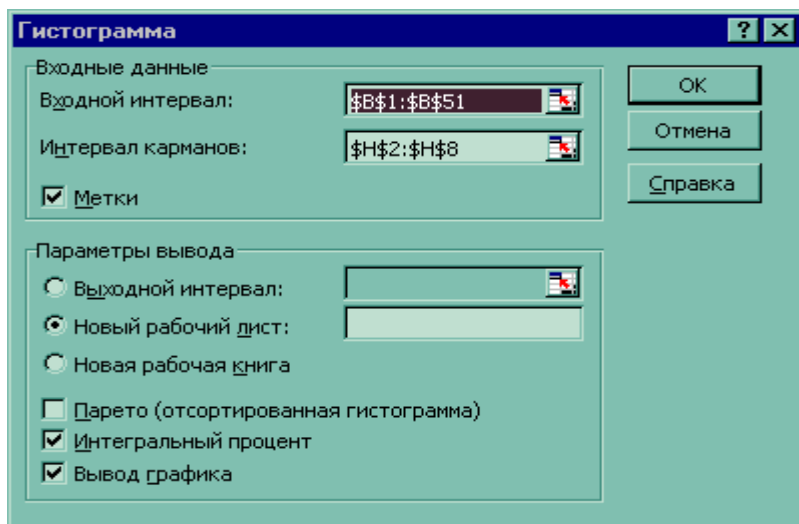 Гистограмма
Входные данные
Входной интервал: $B$1:$B$51
Интервал карманов: $H$2:$H$8
Метки
OK
Отмена
Справка
Параметры вывода
Выходной интервал:
Новый рабочий лист:
Новая рабочая книга
Парето (отсортированная гистограмма)
Интегральный процент
Вывод графика